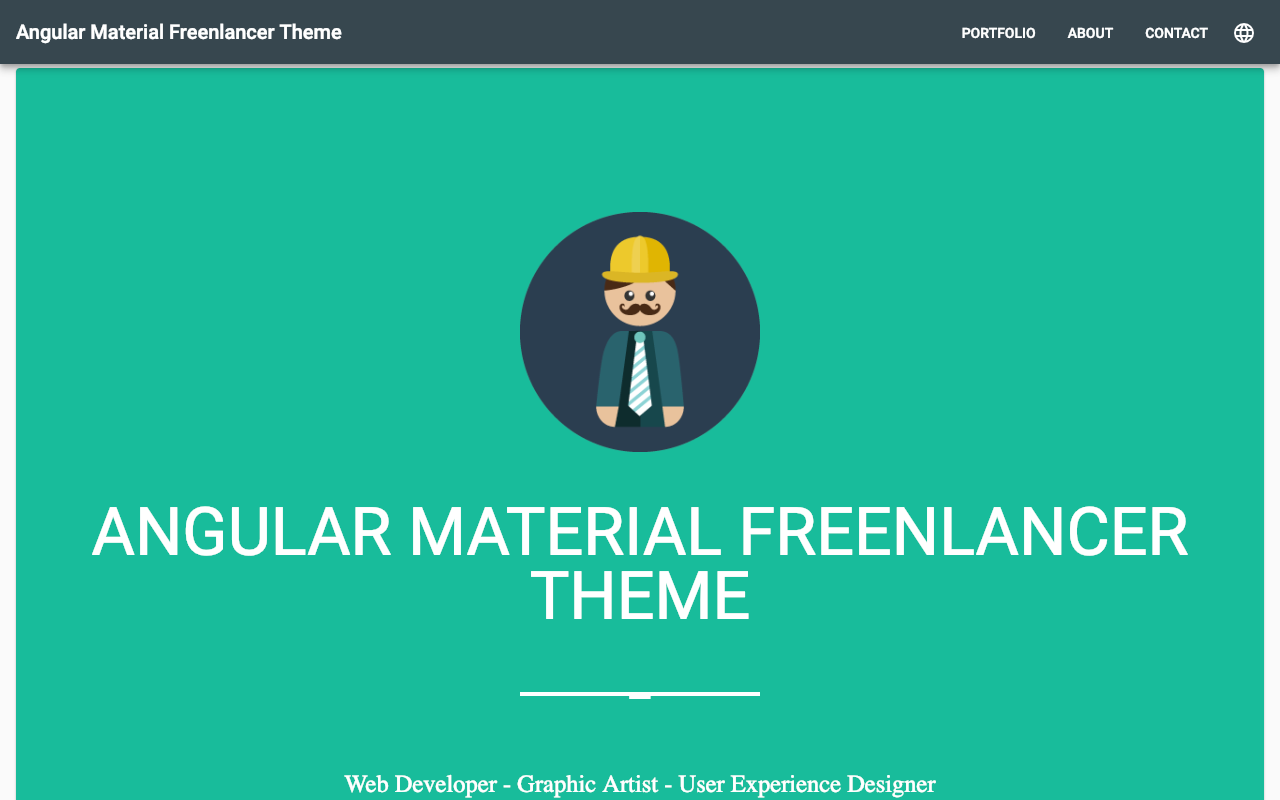 Angular Material Freenlancer Theme
PORTFOLIO ABOUT CONTACT
ANGULAR MATERIAL FREENLANCER
THEME
Web Developer - Graphic Artist - User Experience Designer